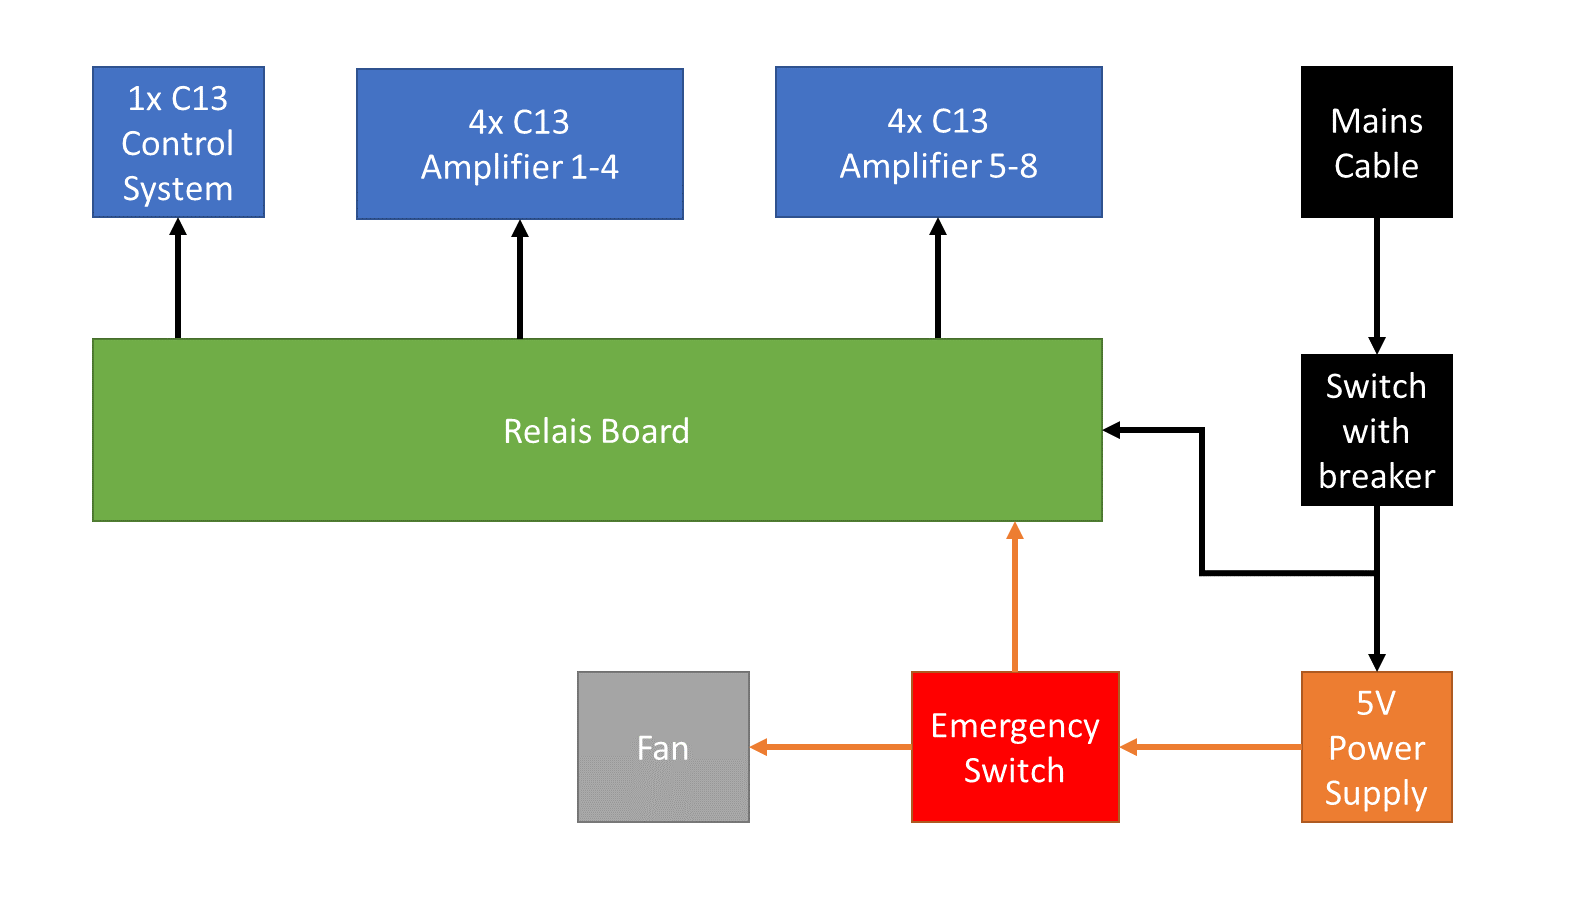 1x C13
Control
System
4x C13
Amplifier 1-4
4x C13
Amplifier 5-8
Mains
Cable
Relais Board
Switch
with
breaker
Fan
Emergency
Switch
5V
Power
Supply